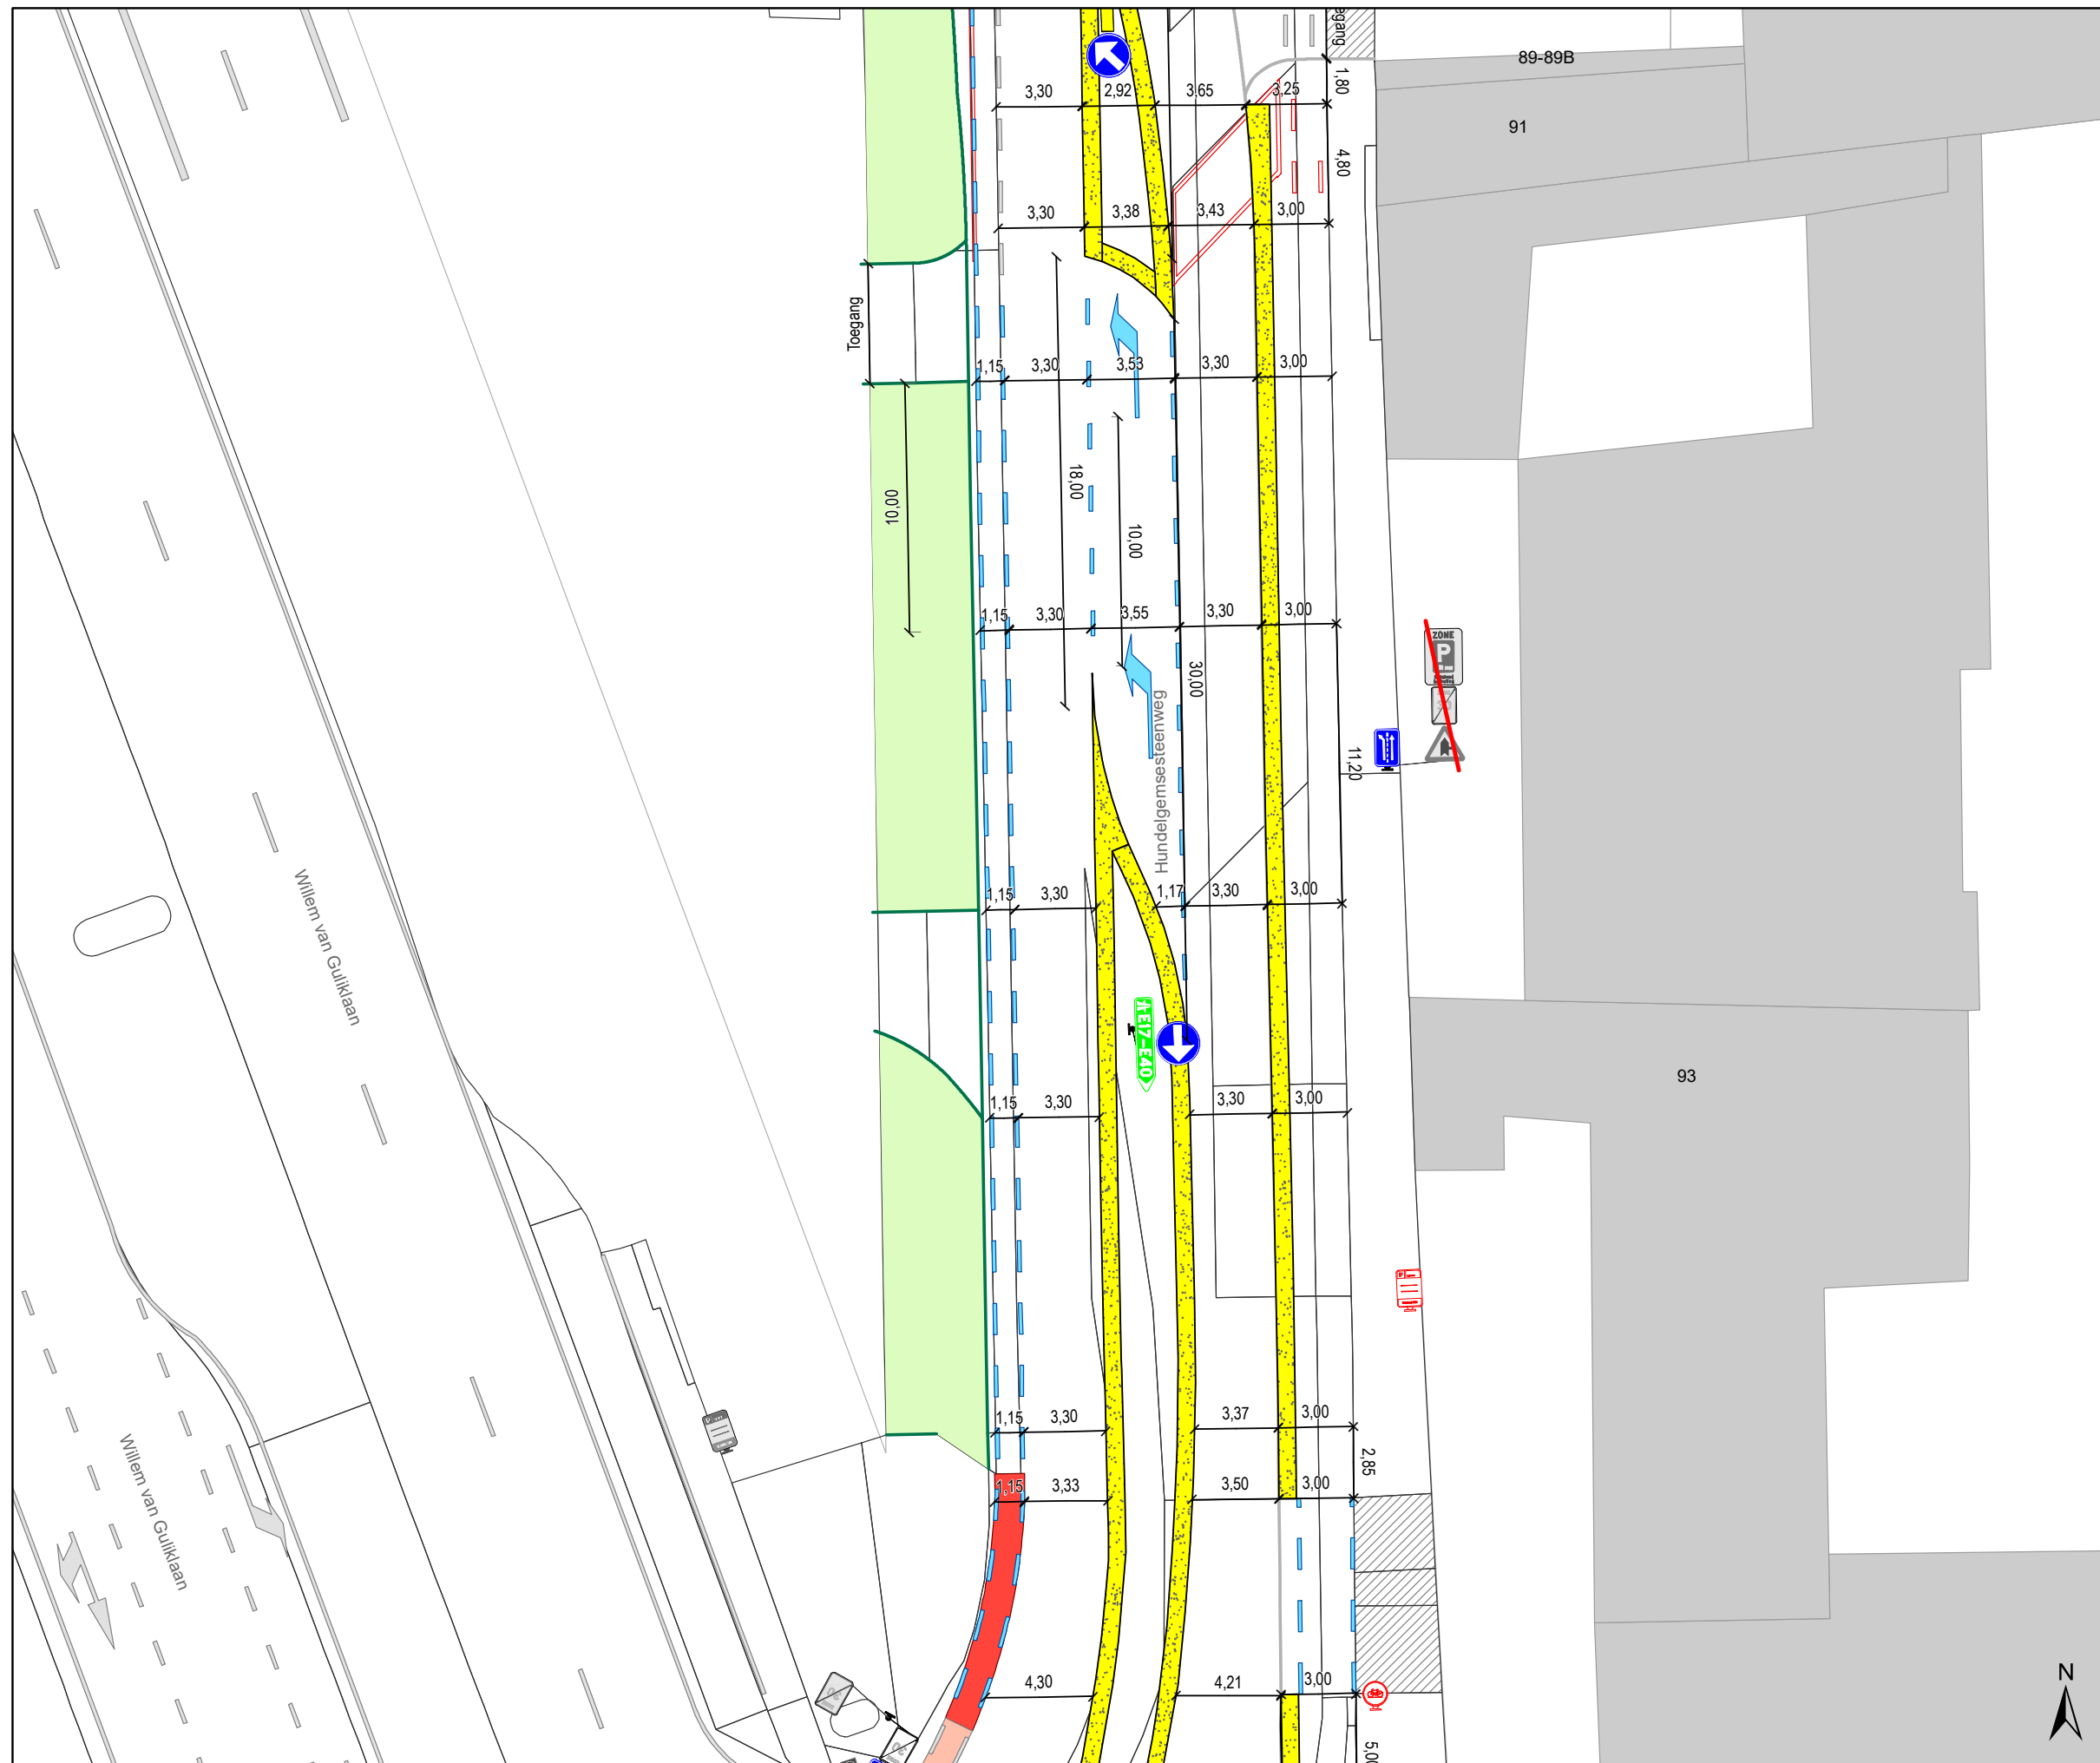 89-89B
91
1,80
3,30 2,92 3,65 3,25
4,80
3,30 3,38 3,43 3,00
Toegang
1,15 3,30 3,53 3,30 3,00
10,00
18,00
10,00
1,15 3,30 3,55 3,30 3,00
ZONE
P
30,00
Hundelgemsesteenweg
11,20
Willem van Guliklaan
1,15 3,30 1,17 3,30 3,00
E17-E40
93
1,15 3,30 3,30 3,00
1,15 3,30 3,37 3,00
2,85
Willem van Guliklaan
1,15 3,33 3,50 3,00
4,30 4,21 3,00
N